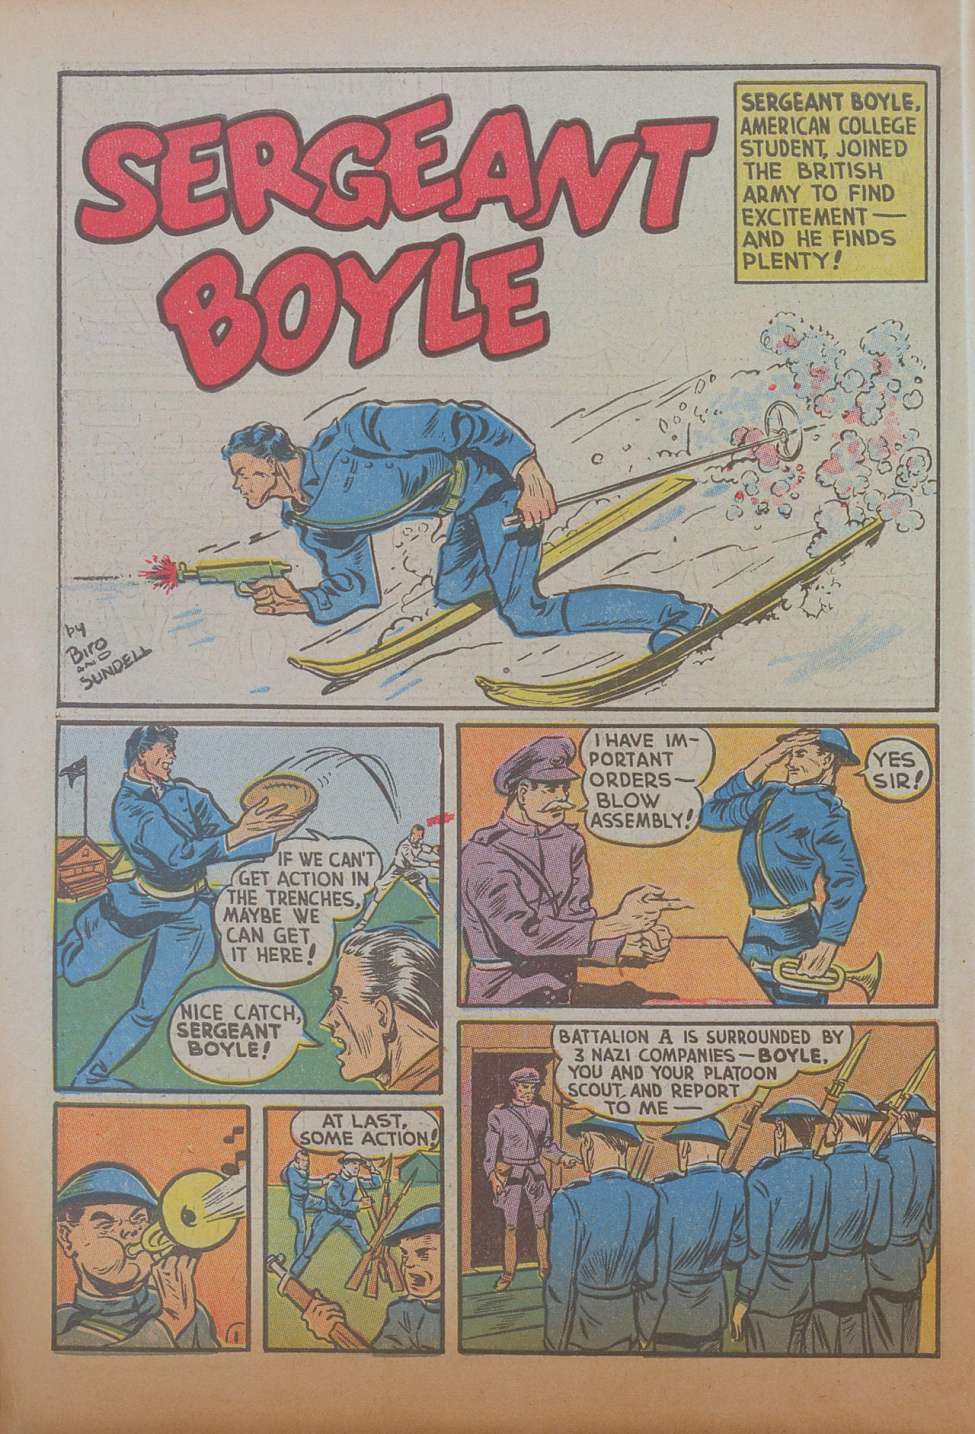 SERGEANT
BOYLE
SERGEANT BOYLE,
AMERICAN COLLEGE
STUDENT, JOINED
THE BRITISH
ARMY TO FIND
EXCITEMENT—
AND HE FINDS
PLENTY!
by
Biro
AND
SUNDELL
IF WE CAN'T
GET ACTION IN
THE TRENCHES,
MAYBE WE
CAN GET
IT HERE!
NICE CATCH,
SERGEANT
BOYLE!
I HAVE IM-
PORTANT
ORDERS—
BLOW
ASSEMBLY!
YES
SIR!
1
AT LAST,
SOME ACTION!
BATTALION A IS SURROUNDED BY
3 NAZI COMPANIES—BOYLE,
YOU AND YOUR PLATOON
SCOUT AND REPORT
TO ME—